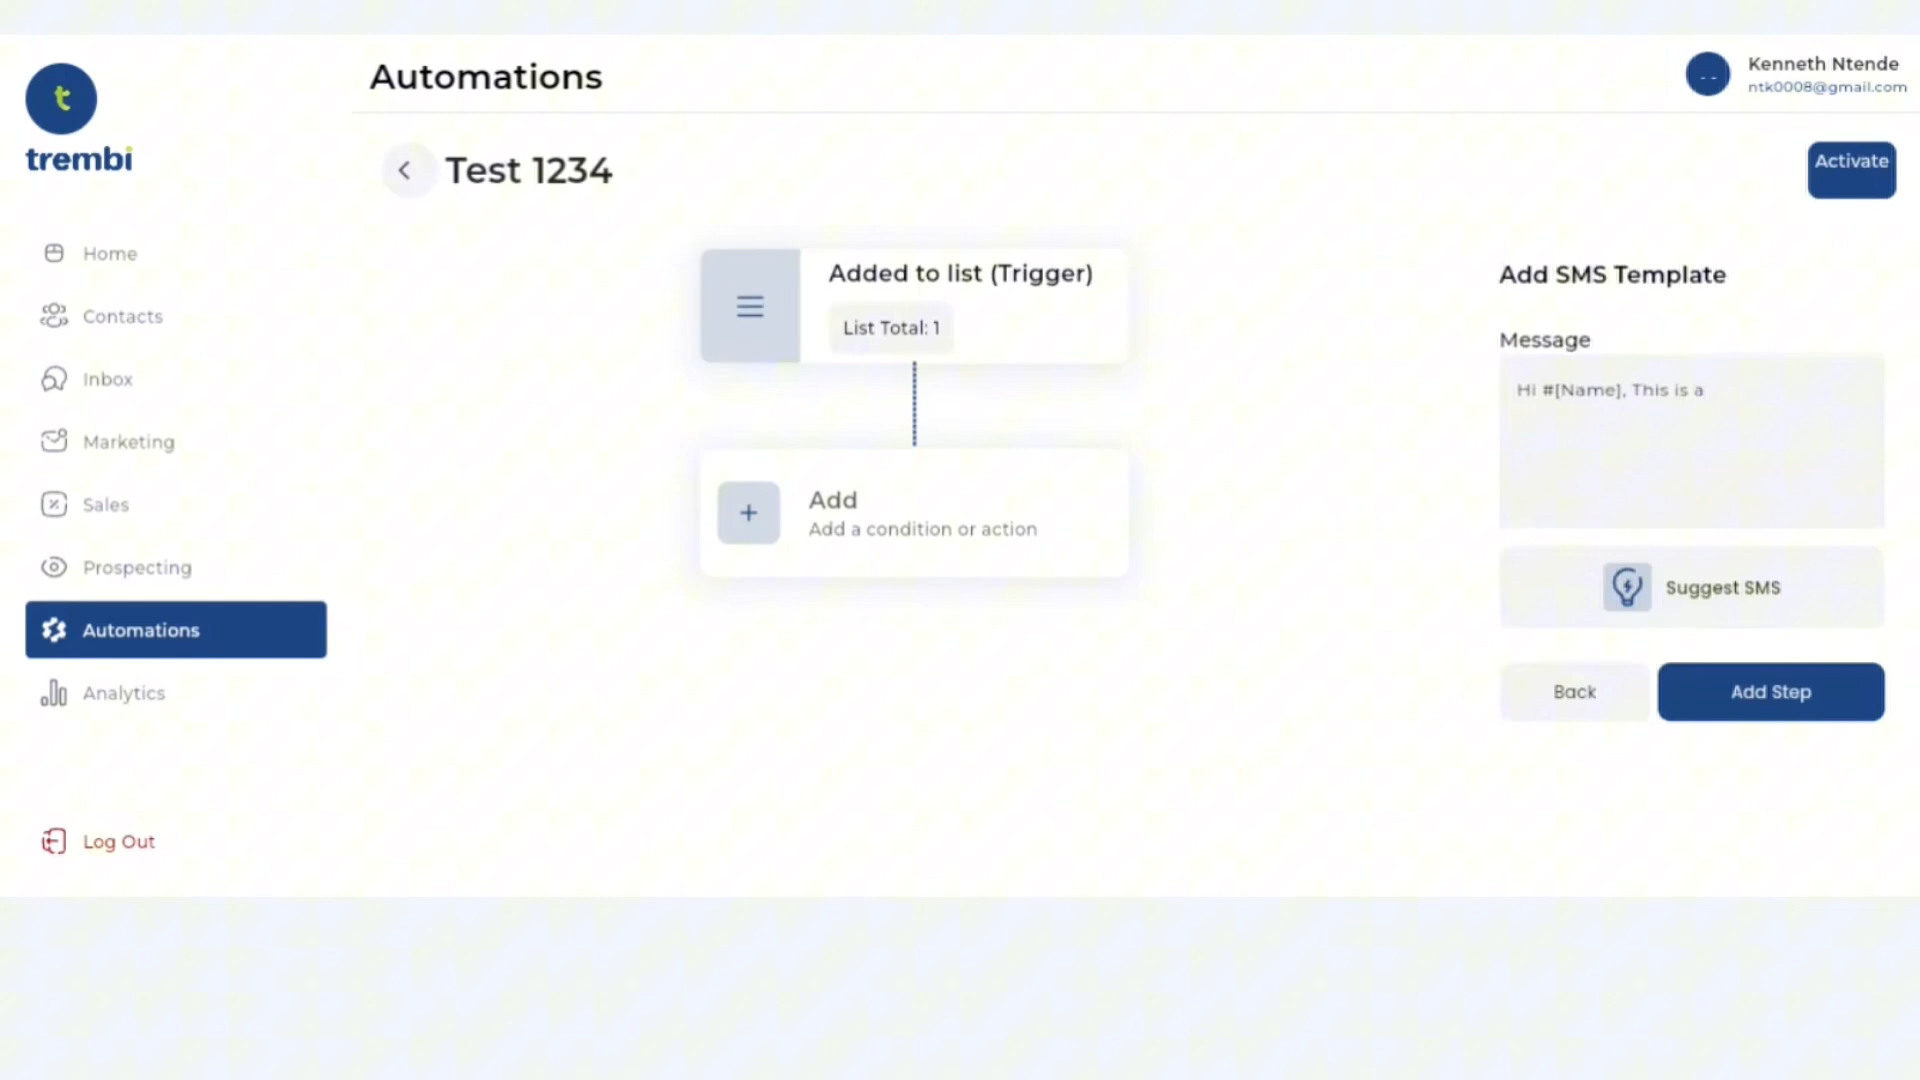 t
trembi
Home
Contacts
Inbox
Marketing
Sales
Prospecting
Automations
Analytics
Log Out
Automations
Kenneth Ntende
ntk0008@gmail.com
Test 1234
Activate
Added to list (Trigger)
List Total: 1
Add
Add a condition or action
Add SMS Template
Message
Hi #[Name], This is a
Suggest SMS
Back
Add Step